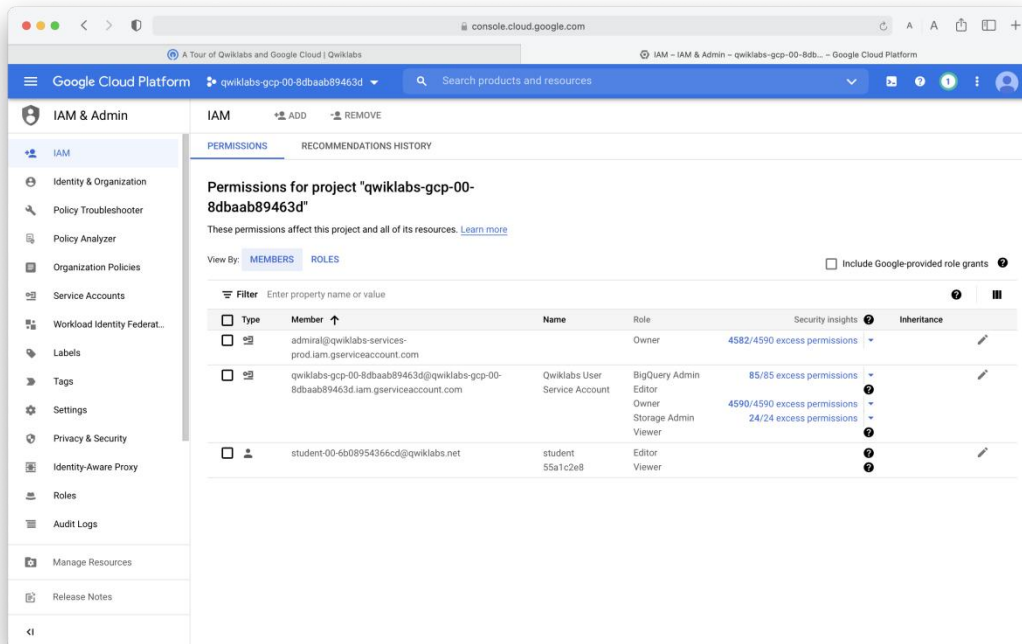 console.cloud.google.com
A A
A Tour of Qwiklabs and Google Cloud | Qwiklabs
IAM – IAM & Admin – qwiklabs-gcp-00-8db... – Google Cloud Platform
Google Cloud Platform
qwiklabs-gcp-00-8dbaab89463d
Search products and resources
1
IAM & Admin
IAM
Identity & Organization
Policy Troubleshooter
Policy Analyzer
Organization Policies
Service Accounts
Workload Identity Federat...
Labels
Tags
Settings
Privacy & Security
Identity-Aware Proxy
Roles
Audit Logs
Manage Resources
Release Notes
IAM ADD REMOVE
PERMISSIONS RECOMMENDATIONS HISTORY
Permissions for project "qwiklabs-gcp-00-
8dbaab89463d"
These permissions affect this project and all of its resources. Learn more
View By: MEMBERS ROLES
Include Google-provided role grants
Filter Enter property name or value
Type Member Name Role Security insights Inheritance
admiral@qwiklabs-services- Owner 4582/4590 excess permissions
prod.iam.gserviceaccount.com
qwiklabs-gcp-00-8dbaab89463d@qwiklabs-gcp-00- Qwiklabs User BigQuery Admin 85/85 excess permissions
8dbaab89463d.iam.gserviceaccount.com Service Account Editor
Owner 4590/4590 excess permissions
Storage Admin 24/24 excess permissions
Viewer
student-00-6b08954366cd@qwiklabs.net student Editor
55a1c2e8 Viewer